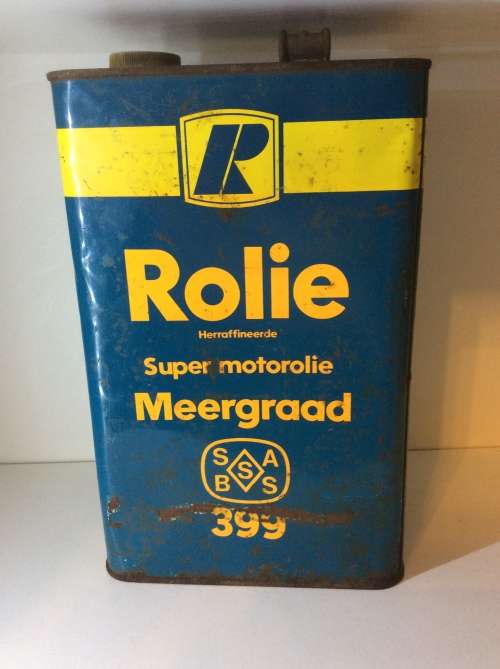 R
Rolie
Herraffineerde
Super motorolie
Meergraad
S A
S
B S
399